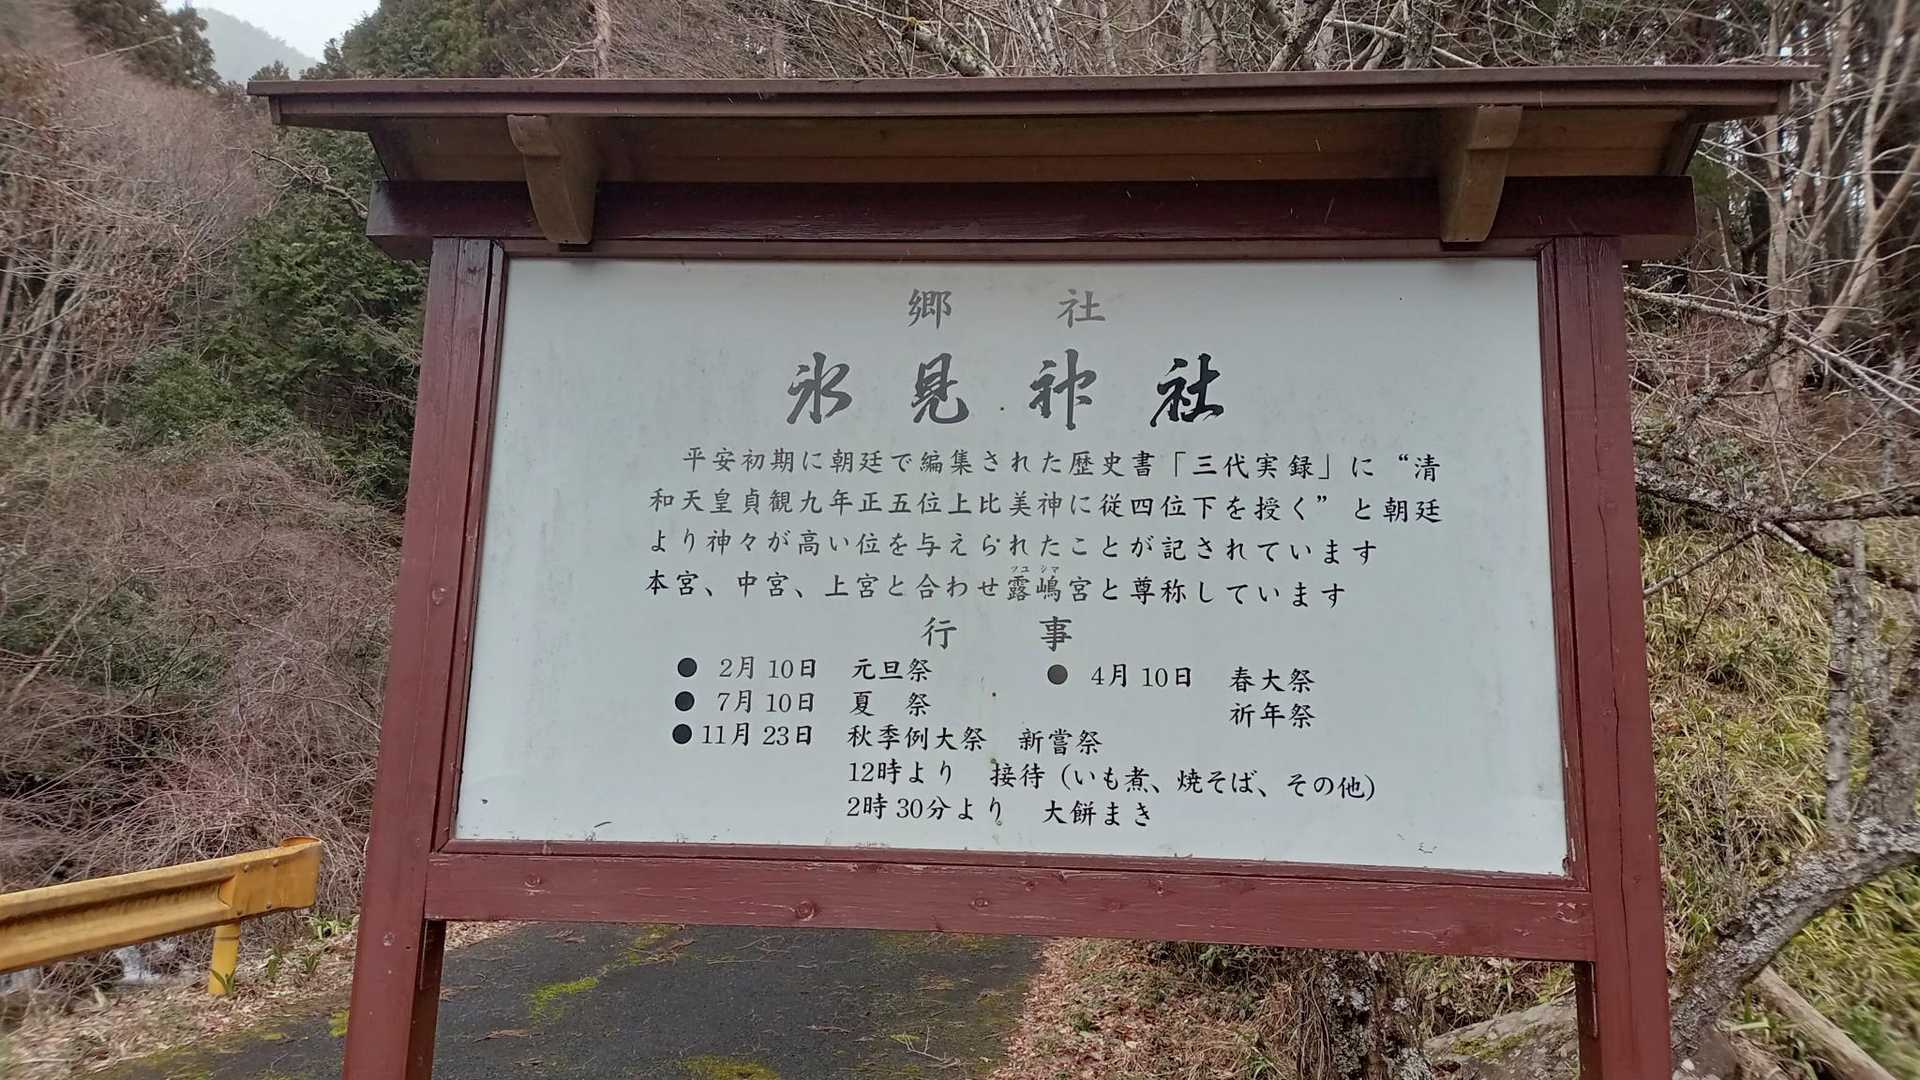 郷社
氷見神社
平安初期に朝廷で編集された歴史書「三代実録」に“清
和天皇貞観九年正五位上比美神に従四位下を授く”と朝廷
より神々が高い位を与えられたことが記されています
本宮、中宮、上宮と合わせ露嶋宮と尊称しています
ツユ シマ
行事
● 2月10日 元旦祭 ● 4月10日 春大祭
● 7月10日 夏 祭 祈年祭
● 11月23日 秋季例大祭 新嘗祭
12時より 接待（いも煮、焼そば、その他）
2時30分より 大餅まき